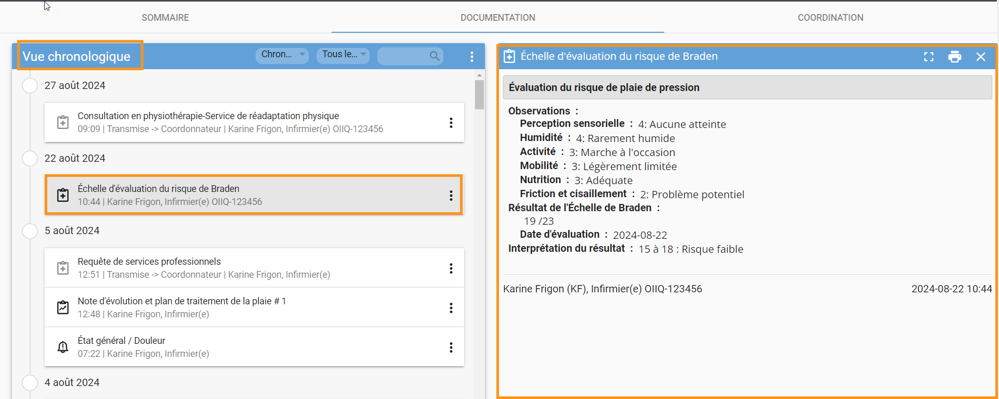 SOMMAIRE
DOCUMENTATION
COORDINATION
Vue chronologique
Chron...
Tous le...
27 août 2024
Consultation en physiothérapie-Service de réadaptation physique
09:09 | Transmise -> Coordonnateur | Karine Frigon, Infirmier(e) OIIQ-123456
22 août 2024
Échelle d'évaluation du risque de Braden
10:44 | Karine Frigon, Infirmier(e) OIIQ-123456
5 août 2024
Requête de services professionnels
12:51 | Transmise -> Coordonnateur | Karine Frigon, Infirmier(e)
Note d'évolution et plan de traitement de la plaie # 1
12:48 | Karine Frigon, Infirmier(e)
État général / Douleur
07:22 | Karine Frigon, Infirmier(e)
4 août 2024
Échelle d'évaluation du risque de Braden
Évaluation du risque de plaie de pression
Observations :
Perception sensorielle : 4: Aucune atteinte
Humidité : 4: Rarement humide
Activité : 3: Marche à l'occasion
Mobilité : 3: Légèrement limitée
Nutrition : 3: Adéquate
Friction et cisaillement : 2: Problème potentiel
Résultat de l'Échelle de Braden :
19 /23
Date d'évaluation : 2024-08-22
Interprétation du résultat : 15 à 18 : Risque faible
Karine Frigon (KF), Infirmier(e) OIIQ-123456
2024-08-22 10:44